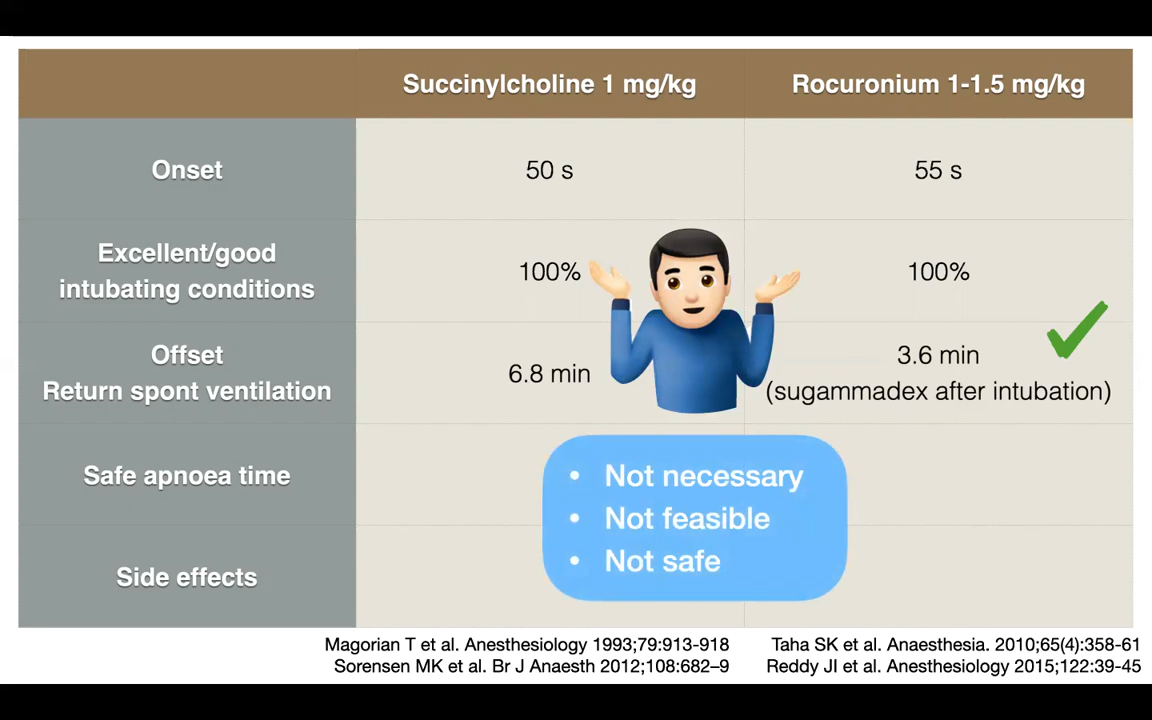 Succinylcholine 1 mg/kg
Rocuronium 1-1.5 mg/kg
Onset
50 s
55 s
Excellent/good
intubating conditions
100%
100%
Offset
Return spont ventilation
6.8 min
3.6 min
(sugammadex after intubation)
Safe apnoea time
• Not necessary
• Not feasible
• Not safe
Side effects
Magorian T et al. Anesthesiology 1993;79:913-918
Sorensen MK et al. Br J Anaesth 2012;108:682–9
Taha SK et al. Anaesthesia. 2010;65(4):358-61
Reddy JI et al. Anesthesiology 2015;122:39-45